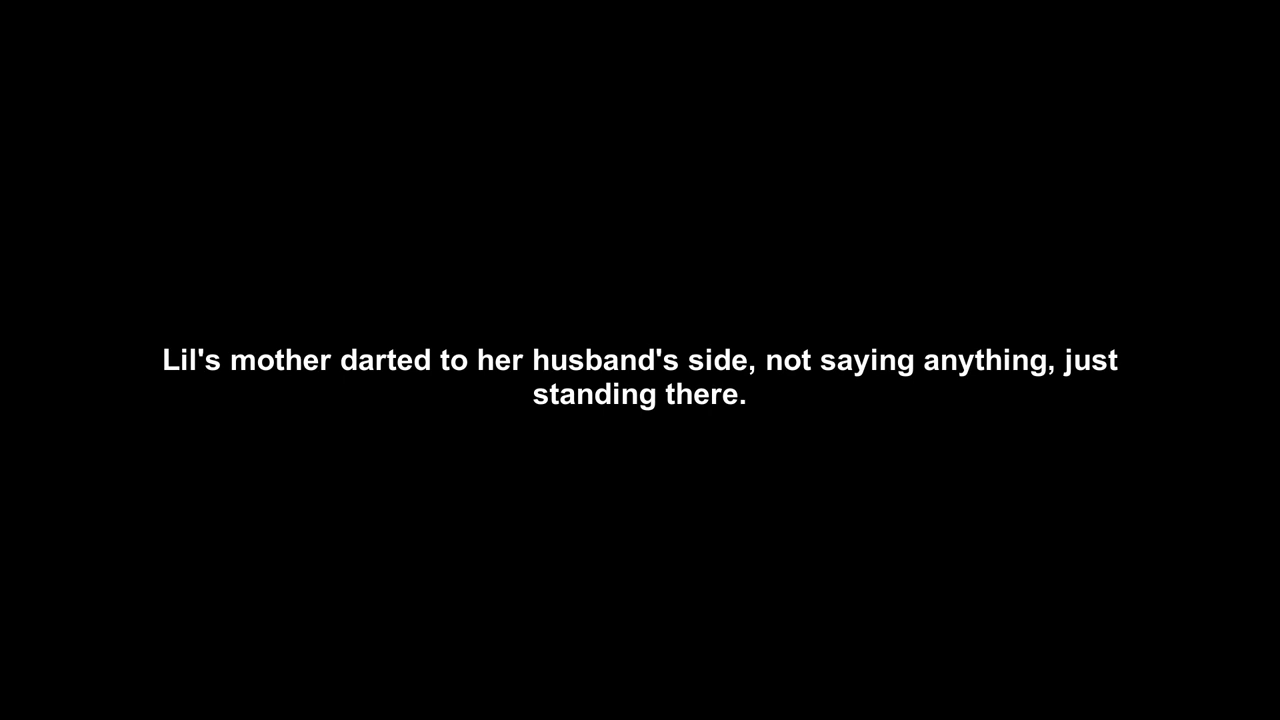 Lil's mother darted to her husband's side, not saying anything, just
standing there.